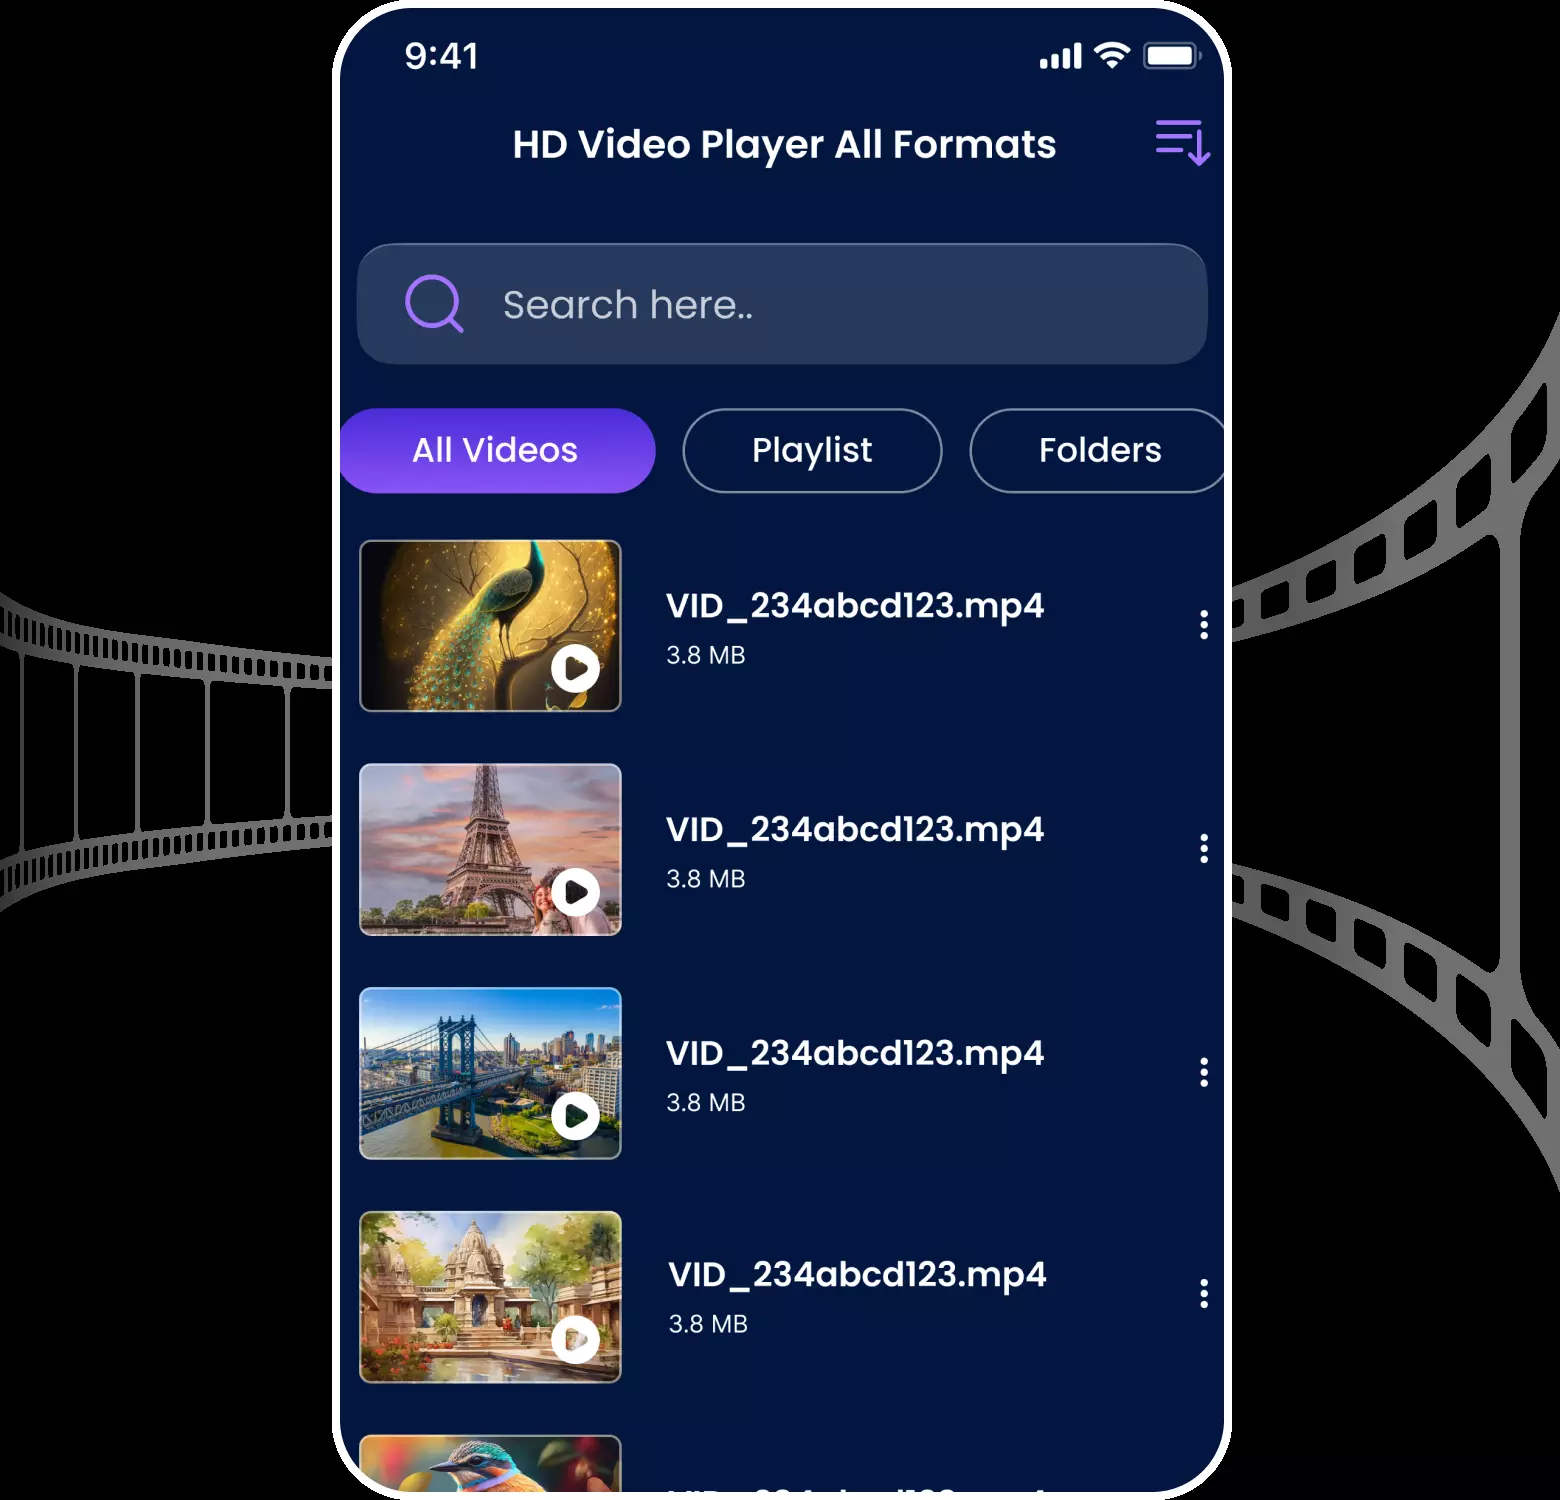 9:41
HD Video Player All Formats
Search here..
All Videos
Playlist
Folders
VID_234abcd123.mp4
3.8 MB
VID_234abcd123.mp4
3.8 MB
VID_234abcd123.mp4
3.8 MB
VID_234abcd123.mp4
3.8 MB